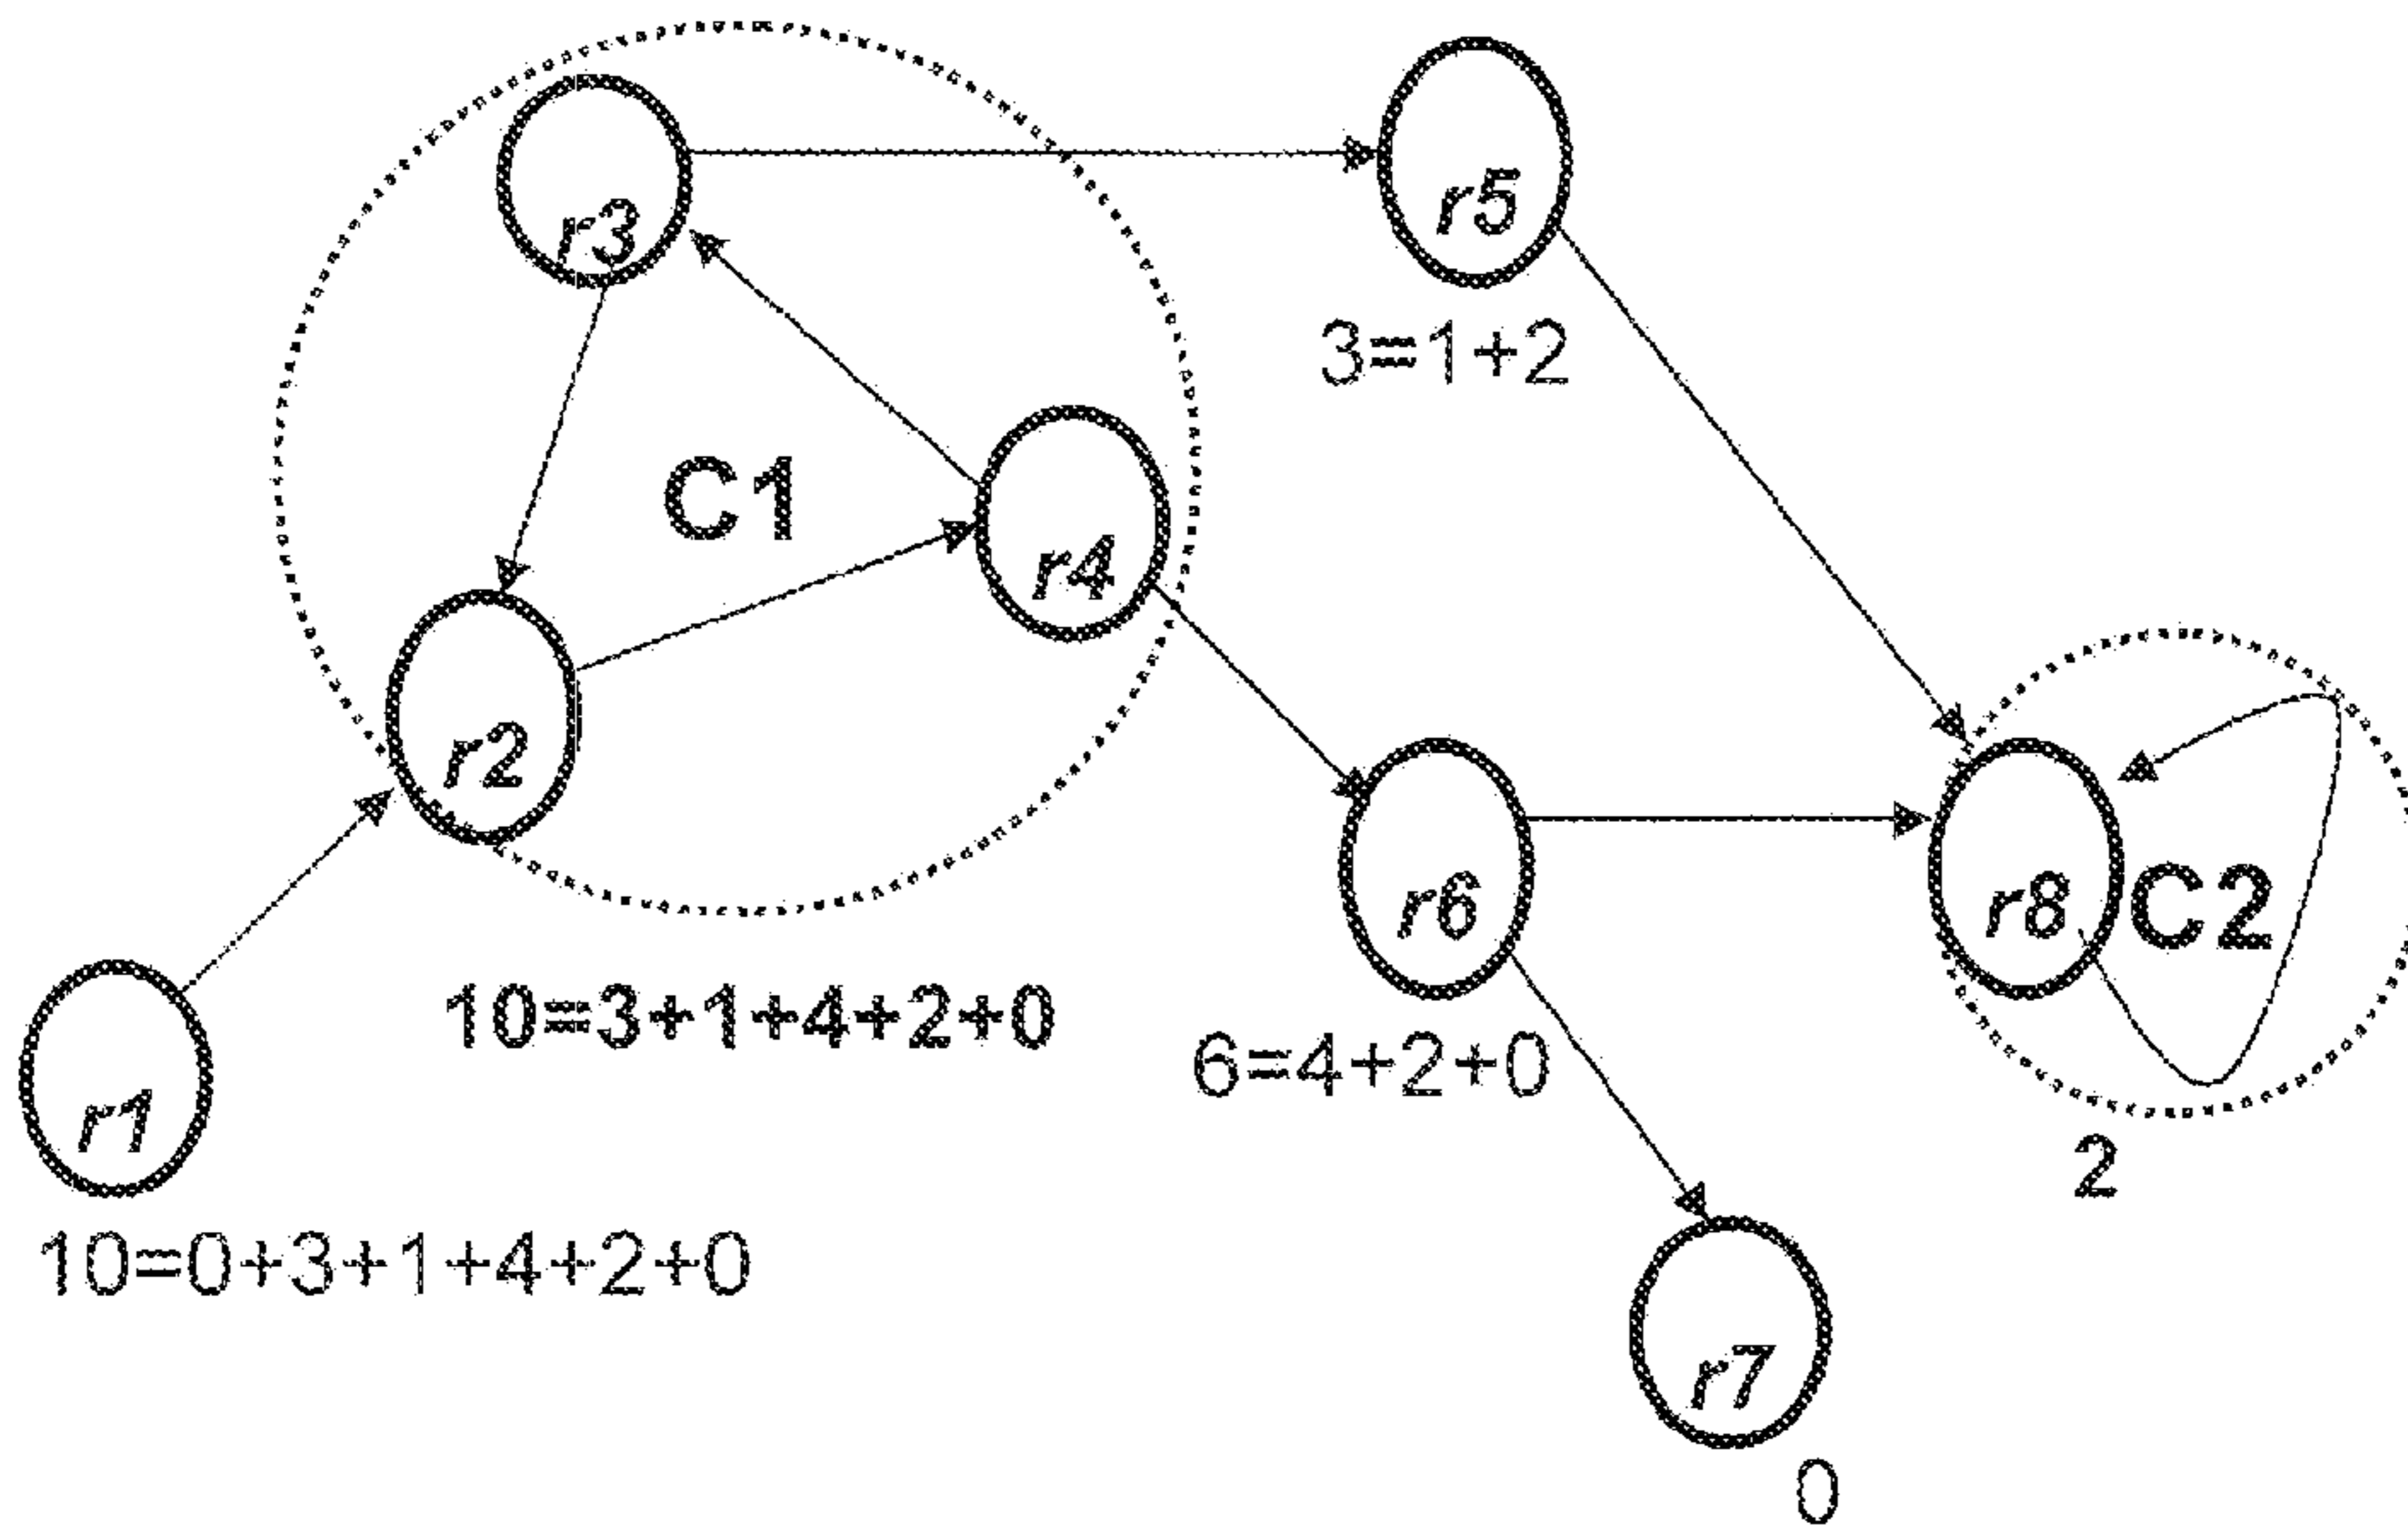 r3
r5
3=1+2
C1
r4
r2
r6
r8
C2
10=3+1+4+2+0
6=4+2+0
r1
2
10=0+3+1+4+2+0
r7
0